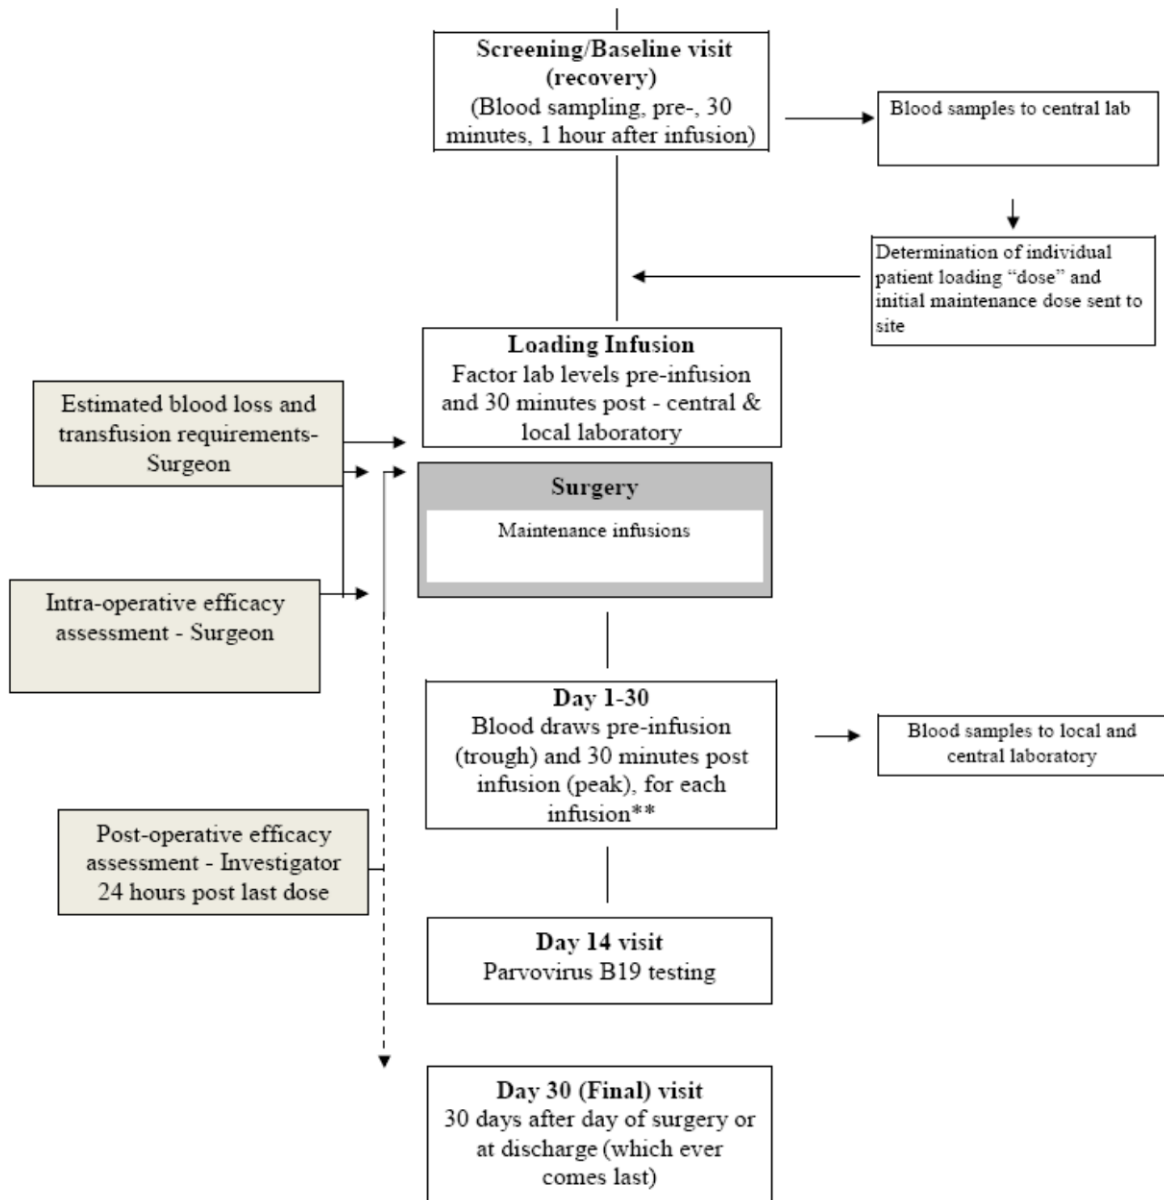 Screening/Baseline visit
(recovery)
(Blood sampling, pre-, 30
minutes, 1 hour after infusion)
Blood samples to central lab
Determination of individual
patient loading “dose” and
initial maintenance dose sent to
site
Loading Infusion
Factor lab levels pre-infusion
and 30 minutes post - central &
local laboratory
Estimated blood loss and
transfusion requirements-
Surgeon
Surgery
Maintenance infusions
Intra-operative efficacy
assessment - Surgeon
Day 1-30
Blood draws pre-infusion
(trough) and 30 minutes post
infusion (peak), for each
infusion**
Blood samples to local and
central laboratory
Post-operative efficacy
assessment - Investigator
24 hours post last dose
Day 14 visit
Parvovirus B19 testing
Day 30 (Final) visit
30 days after day of surgery or
at discharge (which ever
comes last)